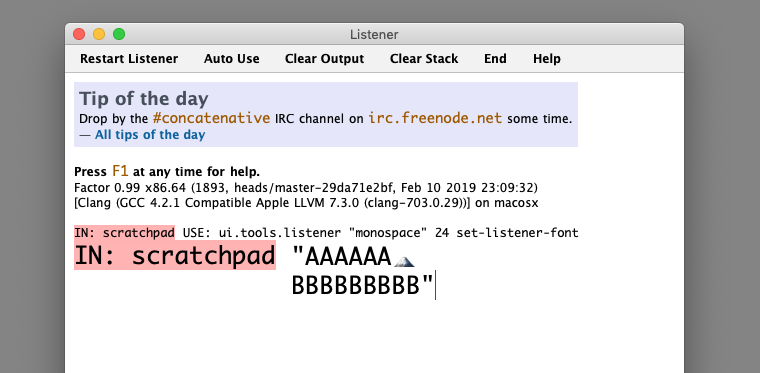 Listener
Restart Listener Auto Use Clear Output Clear Stack End Help
Tip of the day
Drop by the #concatenative IRC channel on irc.freenode.net some time.
— All tips of the day
Press F1 at any time for help.
Factor 0.99 x86.64 (1893, heads/master-29da71e2bf, Feb 10 2019 23:09:32)
[Clang (GCC 4.2.1 Compatible Apple LLVM 7.3.0 (clang-703.0.29))] on macosx
IN: scratchpad USE: ui.tools.listener "monospace" 24 set-listener-font
IN: scratchpad "AAAAAA🏔
BBBBBBBBB"